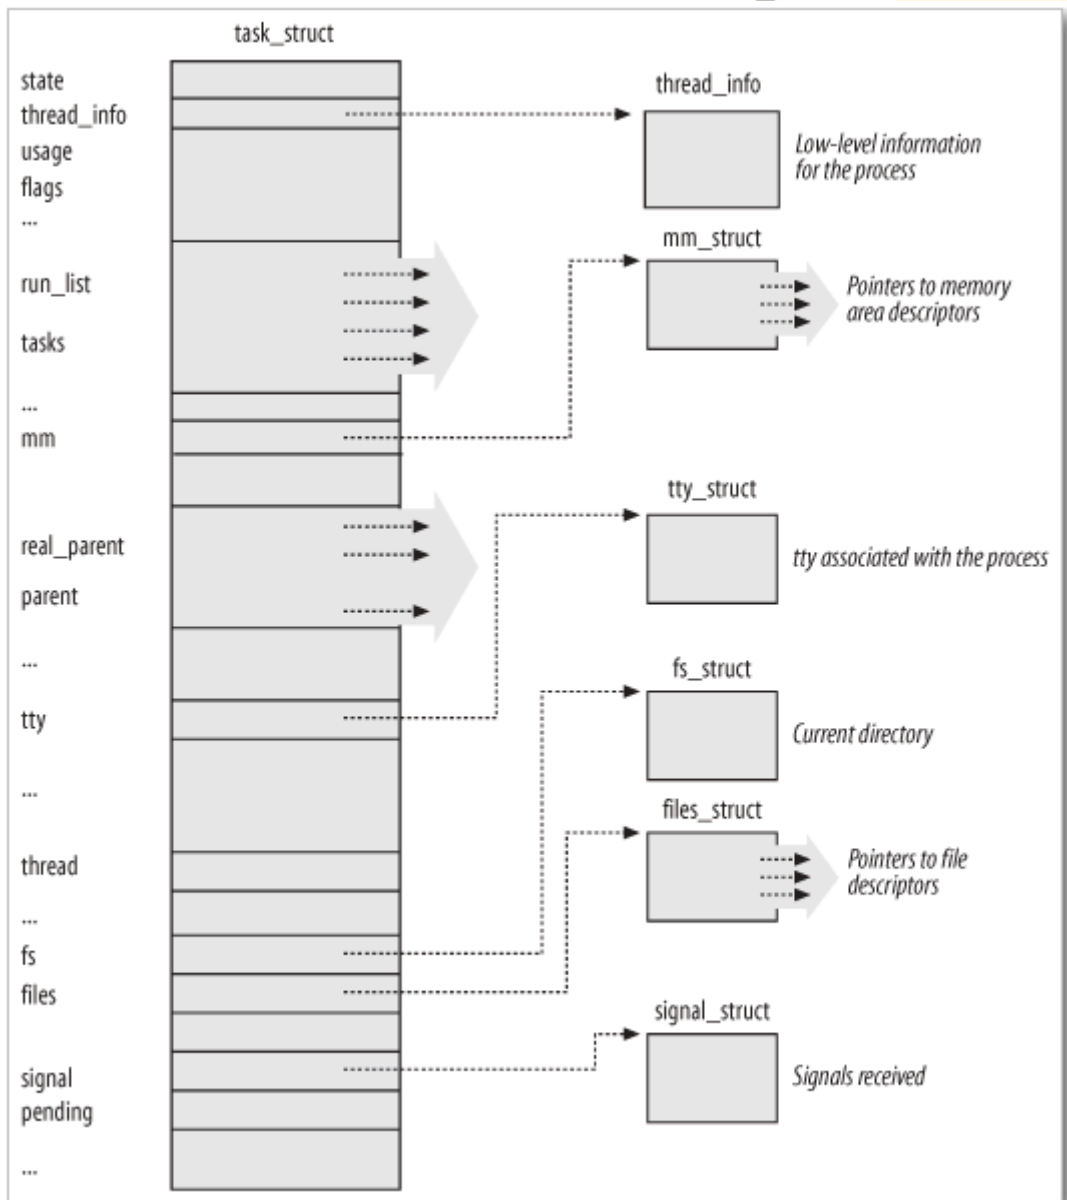 task_struct
state
thread_info
usage
flags
...
run_list
tasks
...
mm
real_parent
parent
...
tty
...
thread
...
fs
files
signal
pending
...
thread_info
Low-level information
for the process
mm_struct
Pointers to memory
area descriptors
tty_struct
tty associated with the process
fs_struct
Current directory
files_struct
Pointers to file
descriptors
signal_struct
Signals received